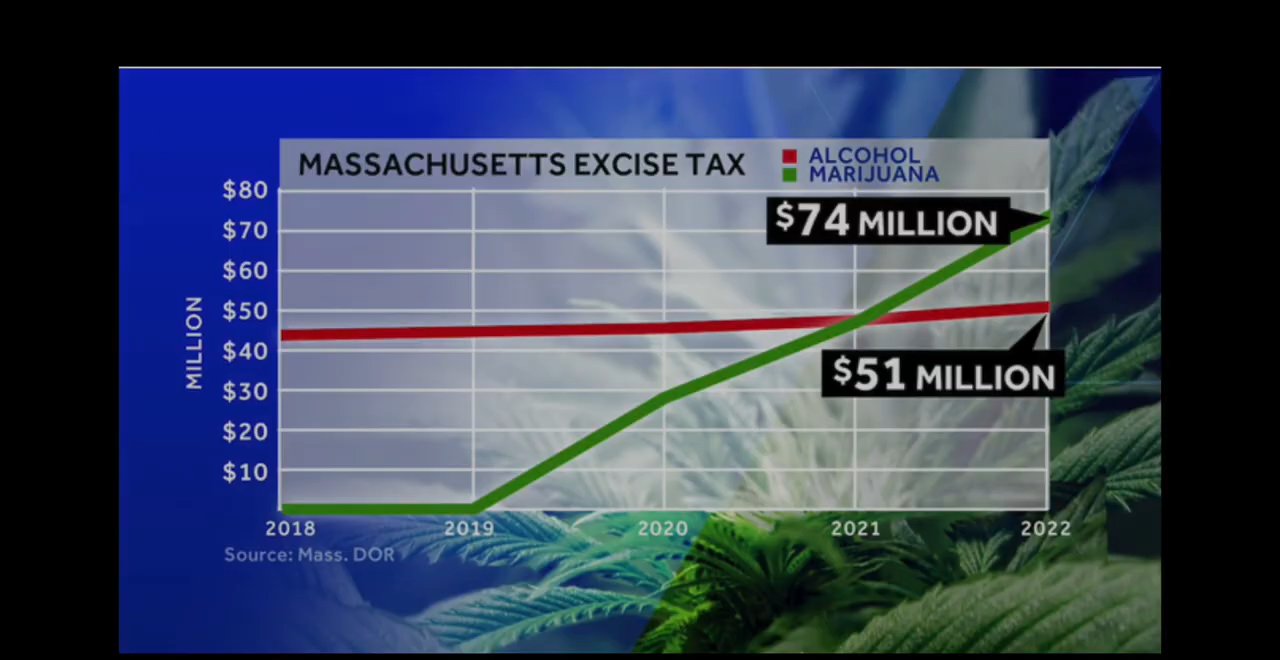 MASSACHUSETTS EXCISE TAX
ALCOHOL
MARIJUANA
$80
$70
$60
$50
$40
$30
$20
$10
MILLION
$74 MILLION
$51 MILLION
2018 2019 2020 2021 2022
Source: Mass. DOR